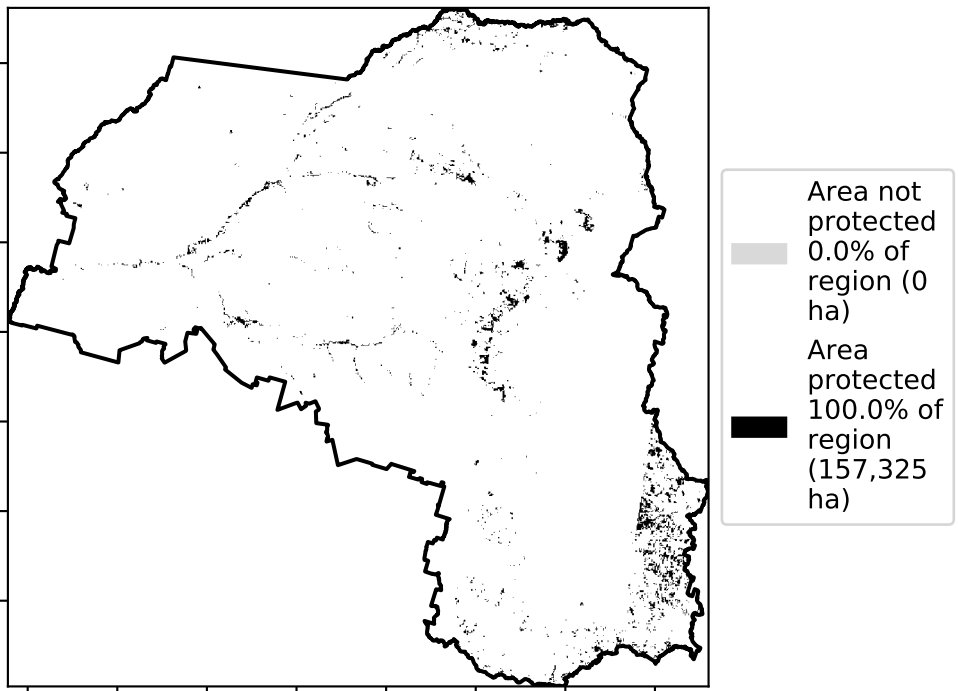 Area not
protected
0.0% of
region (0
ha)
Area
protected
100.0% of
region
(157,325
ha)